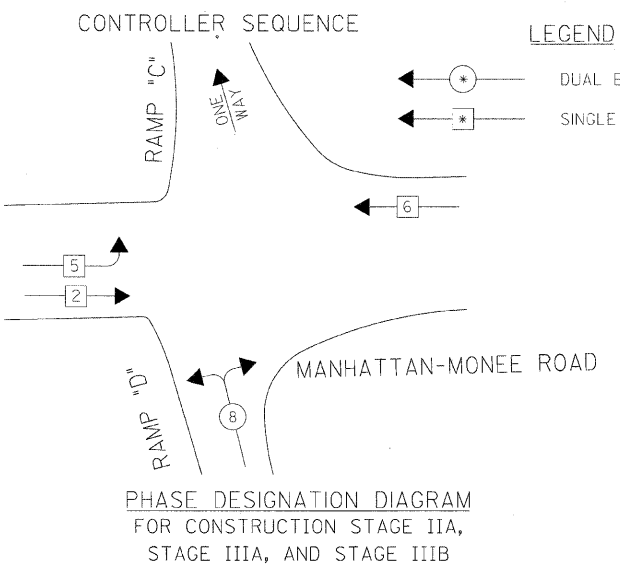 CONTROLLER SEQUENCE
LEGEND
* DUAL E
* SINGLE
RAMP "C"
ONE
WAY
6
5
2
MANHATTAN-MONEE ROAD
RAMP "D"
8
PHASE DESIGNATION DIAGRAM
FOR CONSTRUCTION STAGE IIA,
STAGE IIIA, AND STAGE IIIB